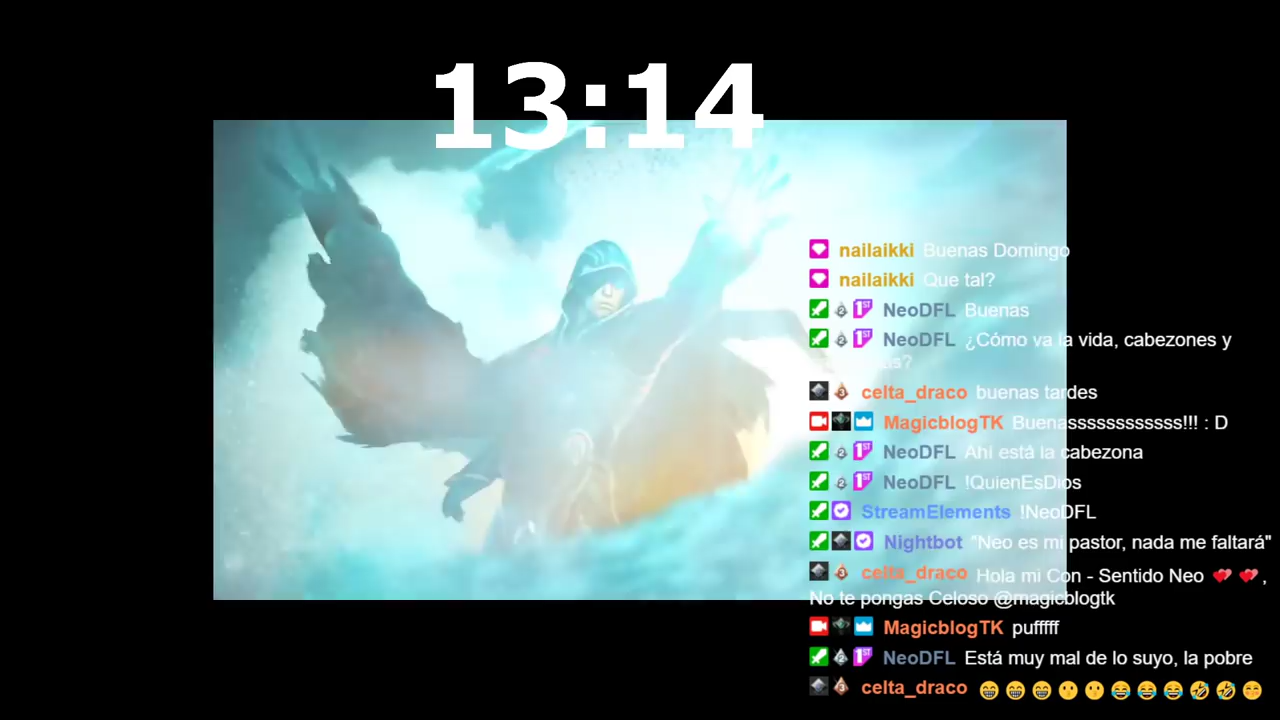 13:14
nailaikki Buenas Domingo
nailaikki Que tal?
NeoDFL Buenas
NeoDFL ¿Cómo va la vida, cabezones y
celta_draco buenas tardes
MagicblogTK Buenassssssssssss!!! : D
NeoDFL Ahí está la cabezona
NeoDFL !QuienEsDios
StreamElements !NeoDFL
Nightbot "Neo es mi pastor, nada me faltará"
celta_draco Hola mi Con - Sentido Neo 💕 💕 ,
No te pongas Celoso @magicblogtk
MagicblogTK pufffff
NeoDFL Está muy mal de lo suyo, la pobre
celta_draco 😁 😁 😁 😶 😶 😂 😂 😂 🤣 🤣 😁